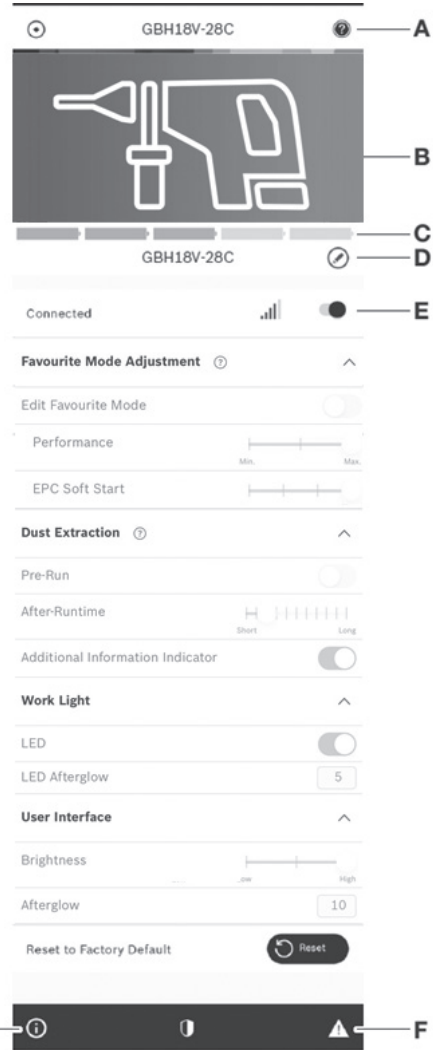 GBH18V-28C
A
B
C
GBH18V-28C
D
Connected
E
Favourite Mode Adjustment ?
Edit Favourite Mode
Performance
Min. Max.
EPC Soft Start
Dust Extraction ?
Pre-Run
After-Runtime
Short Long
Additional Information Indicator
Work Light
LED
LED Afterglow 5
User Interface
Brightness
High
Afterglow 10
Reset to Factory Default Reset
F